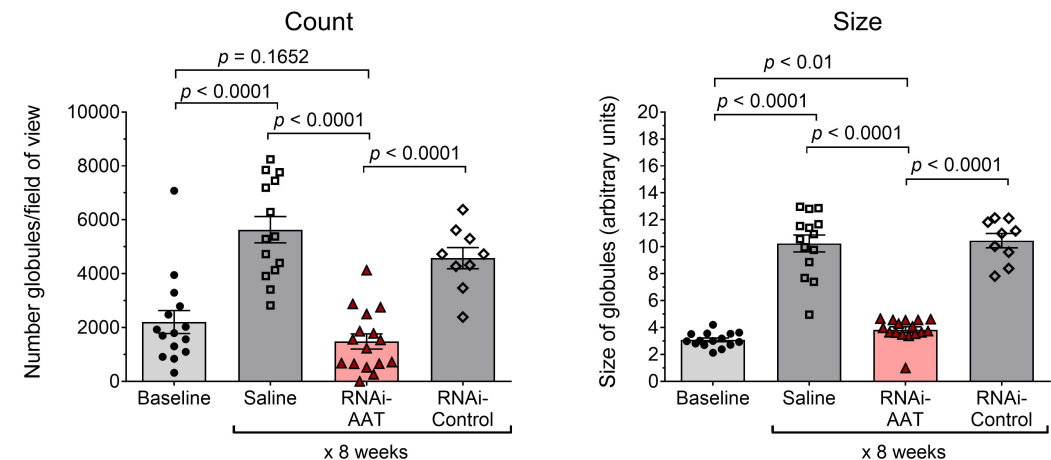 Count
p = 0.1652
p < 0.0001
p < 0.0001
p < 0.0001
Number globules/field of view
10000
8000
6000
4000
2000
0
Baseline
Saline
RNAi-
AAT
RNAi-
Control
x 8 weeks
Size
p < 0.01
p < 0.0001
p < 0.0001
p < 0.0001
Size of globules (arbitrary units)
20
18
16
14
12
10
8
6
4
2
0
Baseline
Saline
RNAi-
AAT
RNAi-
Control
x 8 weeks